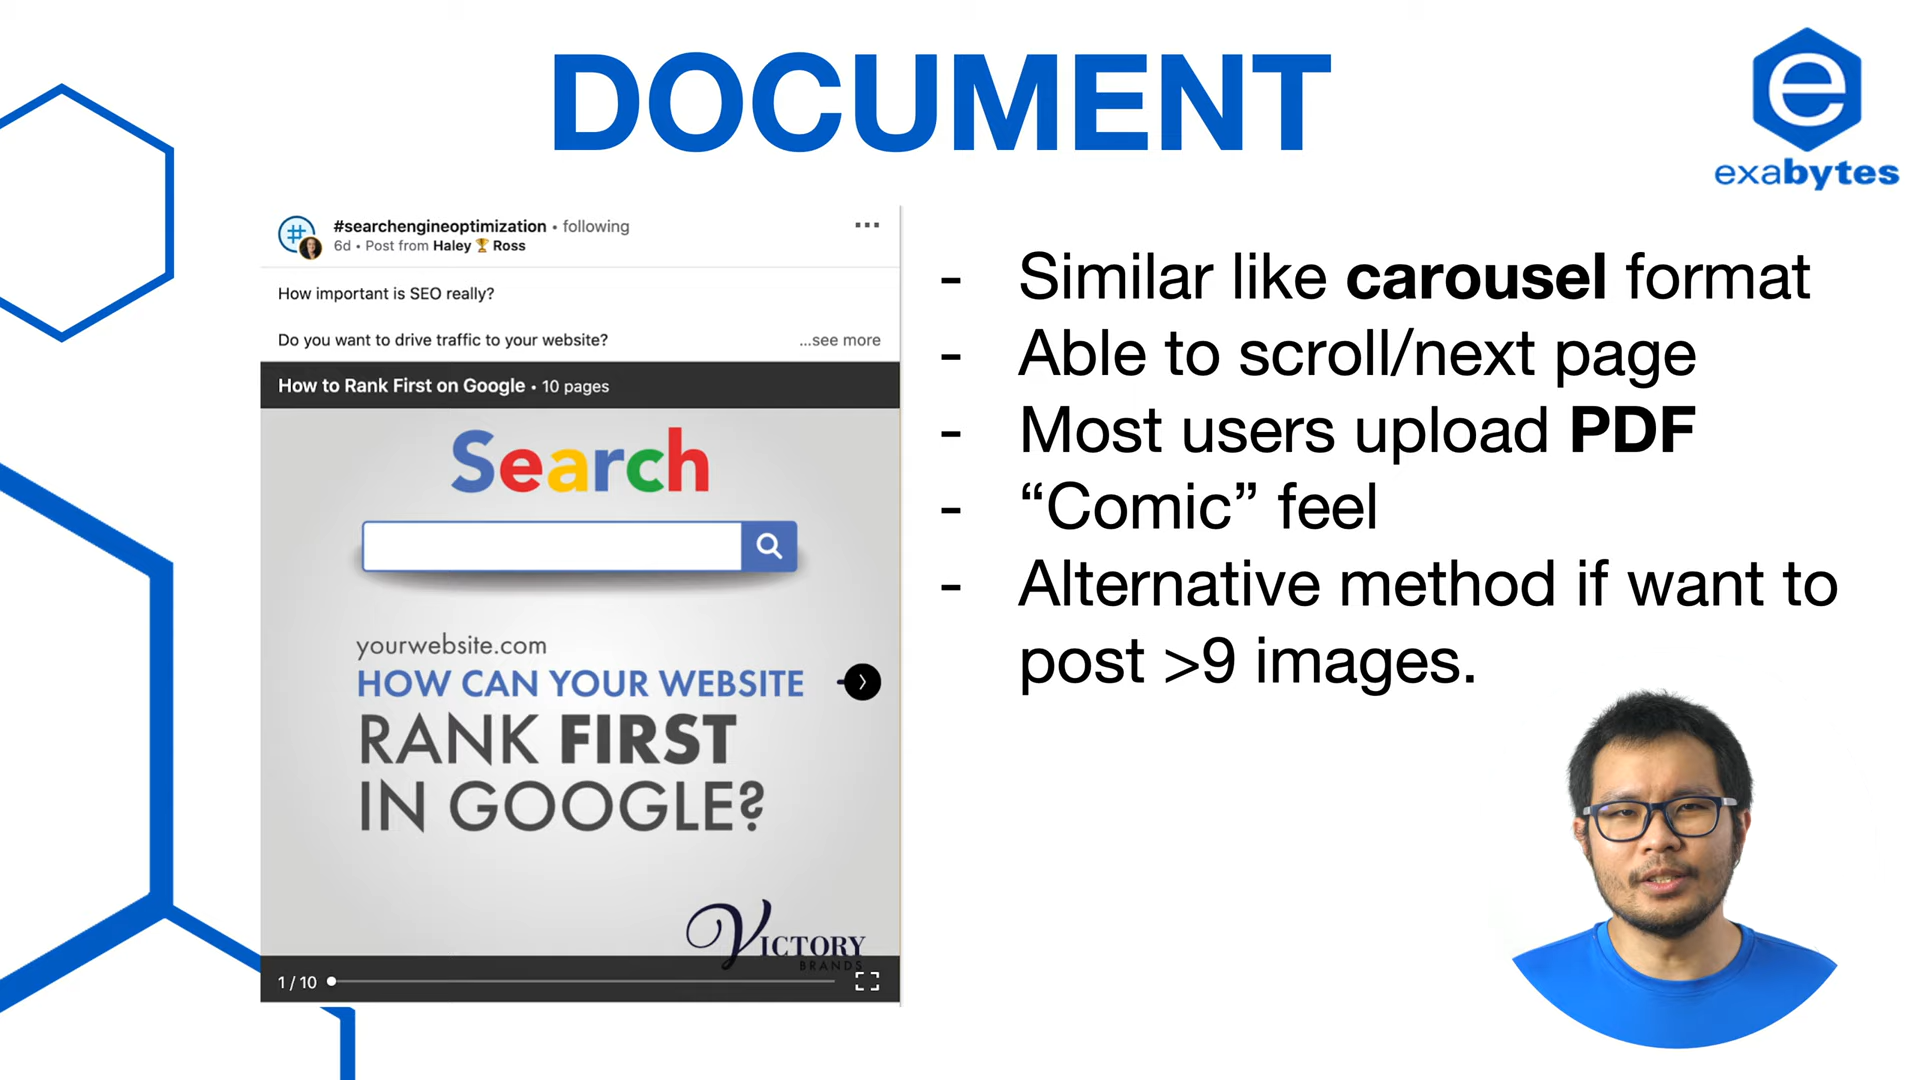 DOCUMENT
e
exabytes
#searchengineoptimization • following
6d • Post from Haley 🏆 Ross
How important is SEO really?
Do you want to drive traffic to your website?
...see more
How to Rank First on Google • 10 pages
Search
yourwebsite.com
HOW CAN YOUR WEBSITE
RANK FIRST
IN GOOGLE?
VICTORY
BRANDS
1 / 10
- Similar like carousel format
- Able to scroll/next page
- Most users upload PDF
- “Comic” feel
- Alternative method if want to
post >9 images.